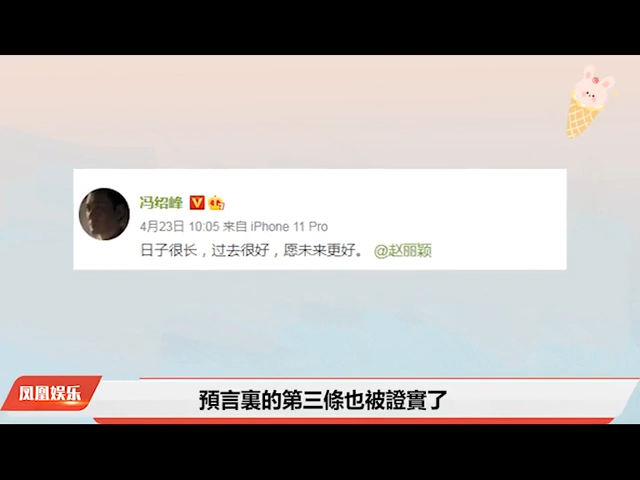 冯绍峰
4月23日 10:05 来自 iPhone 11 Pro
日子很长，过去很好，愿未来更好。 @赵丽颖
凤凰娱乐
預言裏的第三條也被證實了